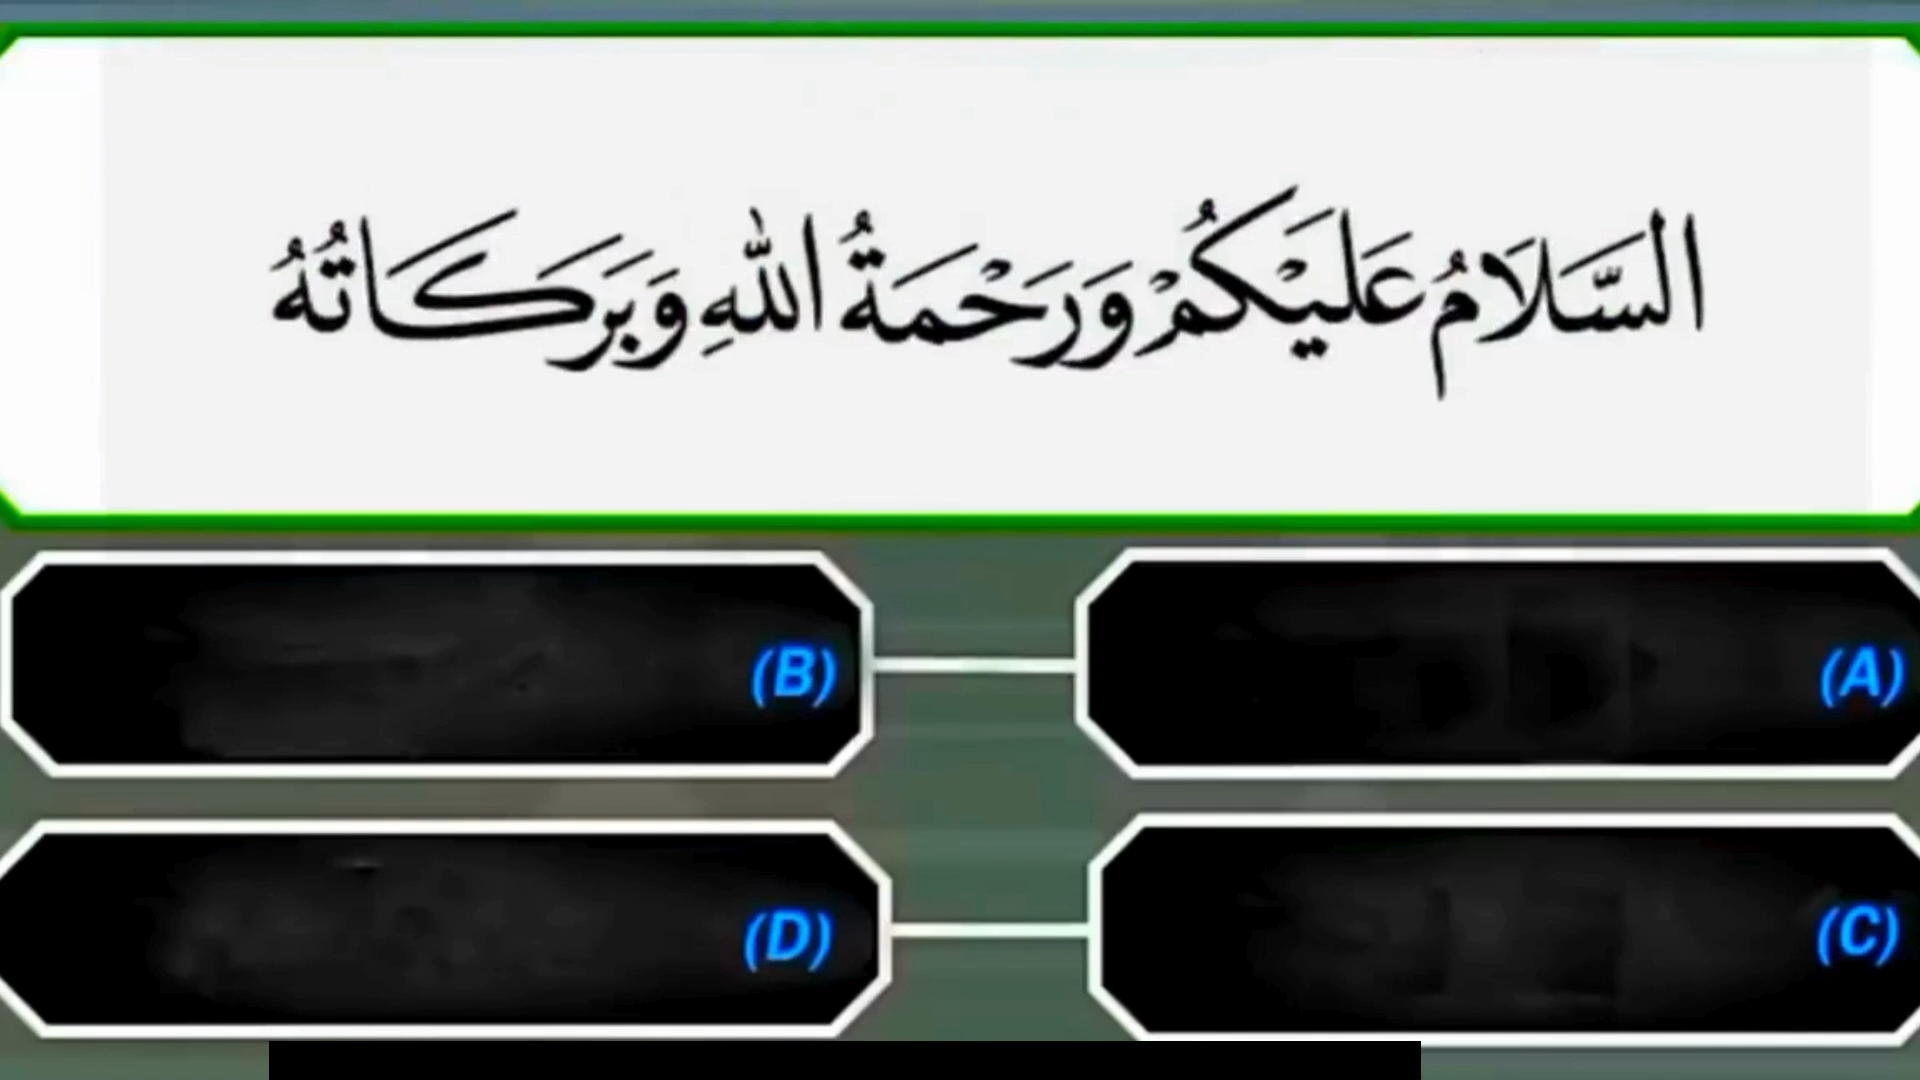 السَّلَامُ عَلَيْكُمْ وَرَحْمَةُ اللهِ وَبَرَكَاتُهُ
(A)
(B)
(C)
(D)